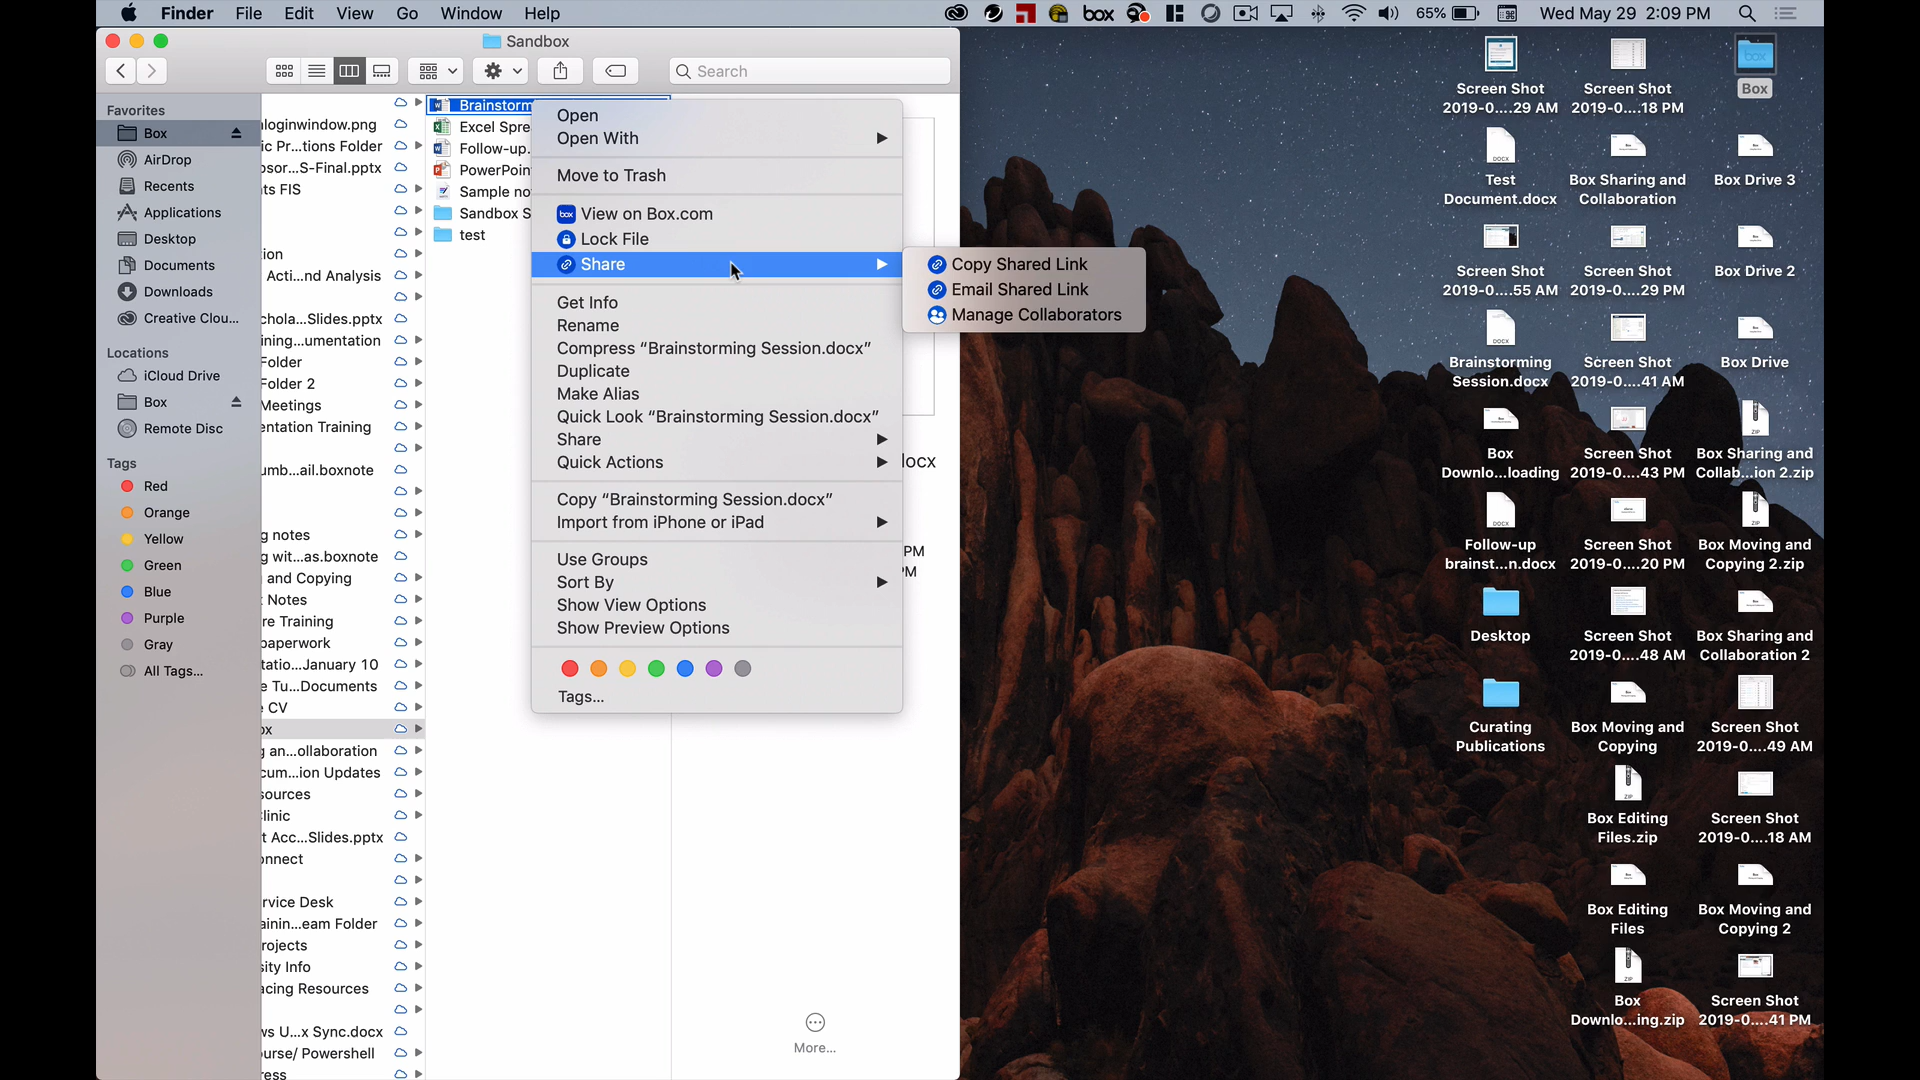 Finder File Edit View Go Window Help
box 65% Wed May 29 2:09 PM
Sandbox
Search
Favorites
Box
AirDrop
Recents
Applications
Desktop
Documents
Downloads
Creative Clou...
Locations
iCloud Drive
Box
Remote Disc
Tags
Red
Orange
Yellow
Green
Blue
Purple
Gray
All Tags...
loginwindow.png
ic Pr...tions Folder
osor...S-Final.pptx
ts FIS
ion
Acti...nd Analysis
chola...Slides.pptx
ining...umentation
Folder
Folder 2
Meetings
entation Training
umb...ail.boxnote
g notes
g wit...as.boxnote
and Copying
Notes
re Training
paperwork
tatio...January 10
e Tu...Documents
CV
ox
g an...ollaboration
cum...ion Updates
sources
linic
t Acc...Slides.pptx
onnect
rvice Desk
ainin...eam Folder
rojects
sity Info
acing Resources
ws U...x Sync.docx
ourse/ Powershell
ress
Brainstorm
Excel Spre
Follow-up.
PowerPoin
Sample no
Sandbox S
test
Open
Open With
Move to Trash
box View on Box.com
Lock File
Share
Get Info
Rename
Compress “Brainstorming Session.docx”
Duplicate
Make Alias
Quick Look “Brainstorming Session.docx”
Share
Quick Actions
Copy “Brainstorming Session.docx”
Import from iPhone or iPad
Use Groups
Sort By
Show View Options
Show Preview Options
Tags...
Copy Shared Link
Email Shared Link
Manage Collaborators
docx
PM
PM
More...
Screen Shot
2019-0....29 AM
DOCX
Test
Document.docx
Screen Shot
2019-0....55 AM
DOCX
Brainstorming
Session.docx
Box
Downlo...loading
DOCX
Follow-up
brainst...n.docx
Desktop
Curating
Publications
Screen Shot
2019-0....18 PM
Box Sharing and
Collaboration
Screen Shot
2019-0....29 PM
Screen Shot
2019-0....41 AM
Screen Shot
2019-0....43 PM
Screen Shot
2019-0....20 PM
Screen Shot
2019-0....48 AM
Box Moving and
Copying
ZIP
Box Editing
Files.zip
Box Editing
Files
ZIP
Box
Downlo...ing.zip
box
Box
Box Drive 3
Box Drive 2
Box Drive
ZIP
Box Sharing and
Collab...ion 2.zip
ZIP
Box Moving and
Copying 2.zip
Box Sharing and
Collaboration 2
Screen Shot
2019-0....49 AM
Screen Shot
2019-0....18 AM
Box Moving and
Copying 2
Screen Shot
2019-0....41 PM